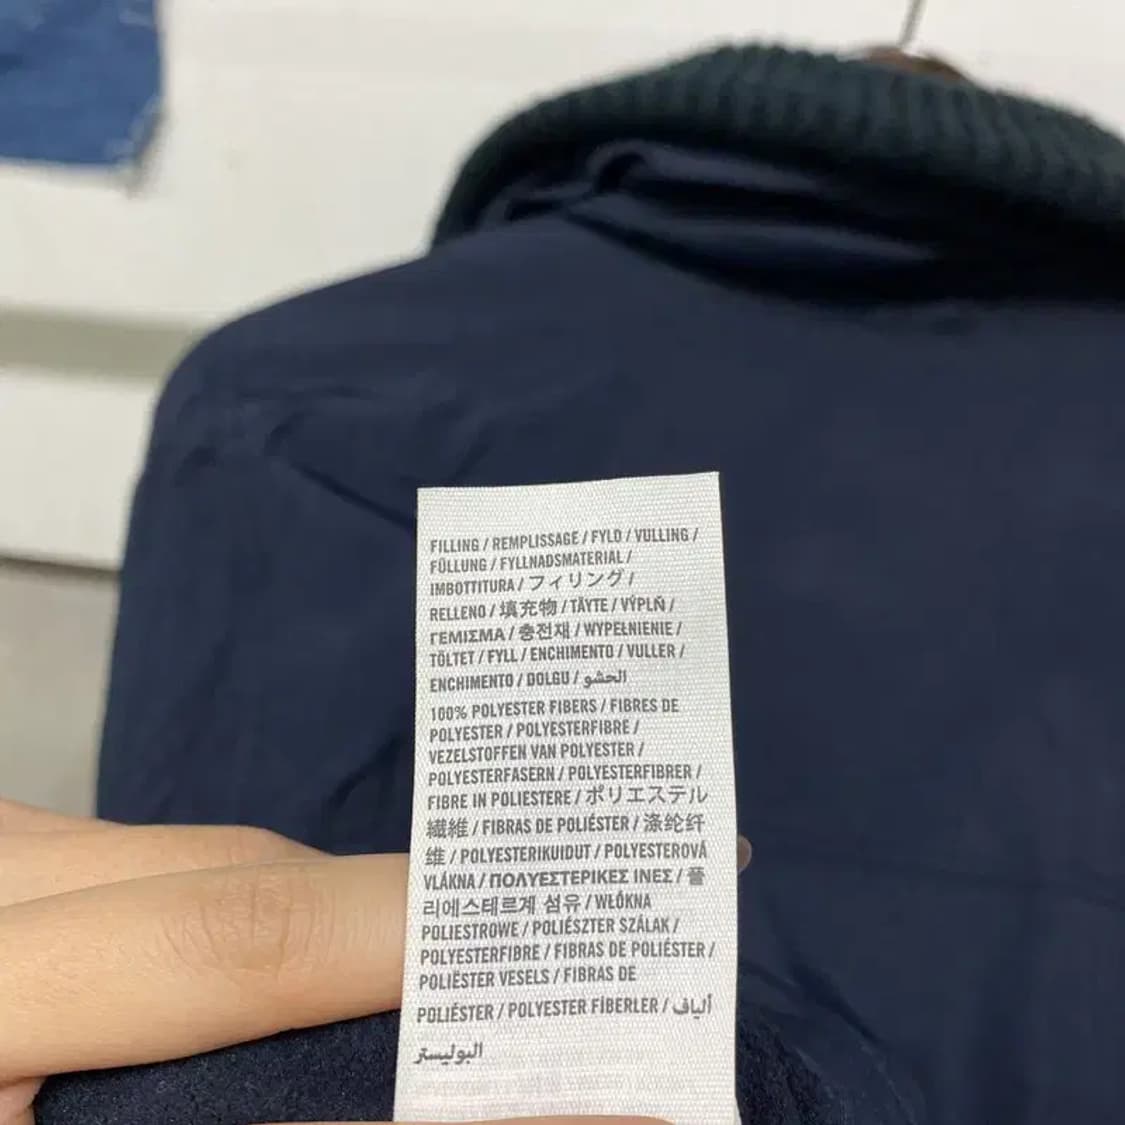 FILLING / REMPLISSAGE / FYLD / VULLING /
FÜLLUNG / FYLLNADSMATERIAL /
IMBOTTITURA / フィリング /
RELLENO / 填充物 / TÄYTE / VÝPLŇ /
ΓΕΜΙΣΜΑ / 충전재 / WYPEŁNIENIE /
TÖLTET / FYLL / ENCHIMENTO / VULLER /
ENCHIMENTO / DOLGU / الحشو
100% POLYESTER FIBERS / FIBRES DE
POLYESTER / POLYESTERFIBRE /
VEZELSTOFFEN VAN POLYESTER /
POLYESTERFASERN / POLYESTERFIBRER /
FIBRE IN POLIESTERE / ポリエステル
繊維 / FIBRAS DE POLIÉSTER / 涤纶纤
维 / POLYESTERIKUIDUT / POLYESTEROVÁ
VLÁKNA / ΠΟΛΥΕΣΤΕΡΙΚΕΣ ΙΝΕΣ / 폴
리에스테르계 섬유 / WŁÓKNA
POLIESTROWE / POLIÉSZTER SZÁLAK /
POLYESTERFIBRE / FIBRAS DE POLIÉSTER /
POLIËSTER VESELS / FIBRAS DE
POLIÉSTER / POLYESTER FİBERLER / ألياف
البوليستر